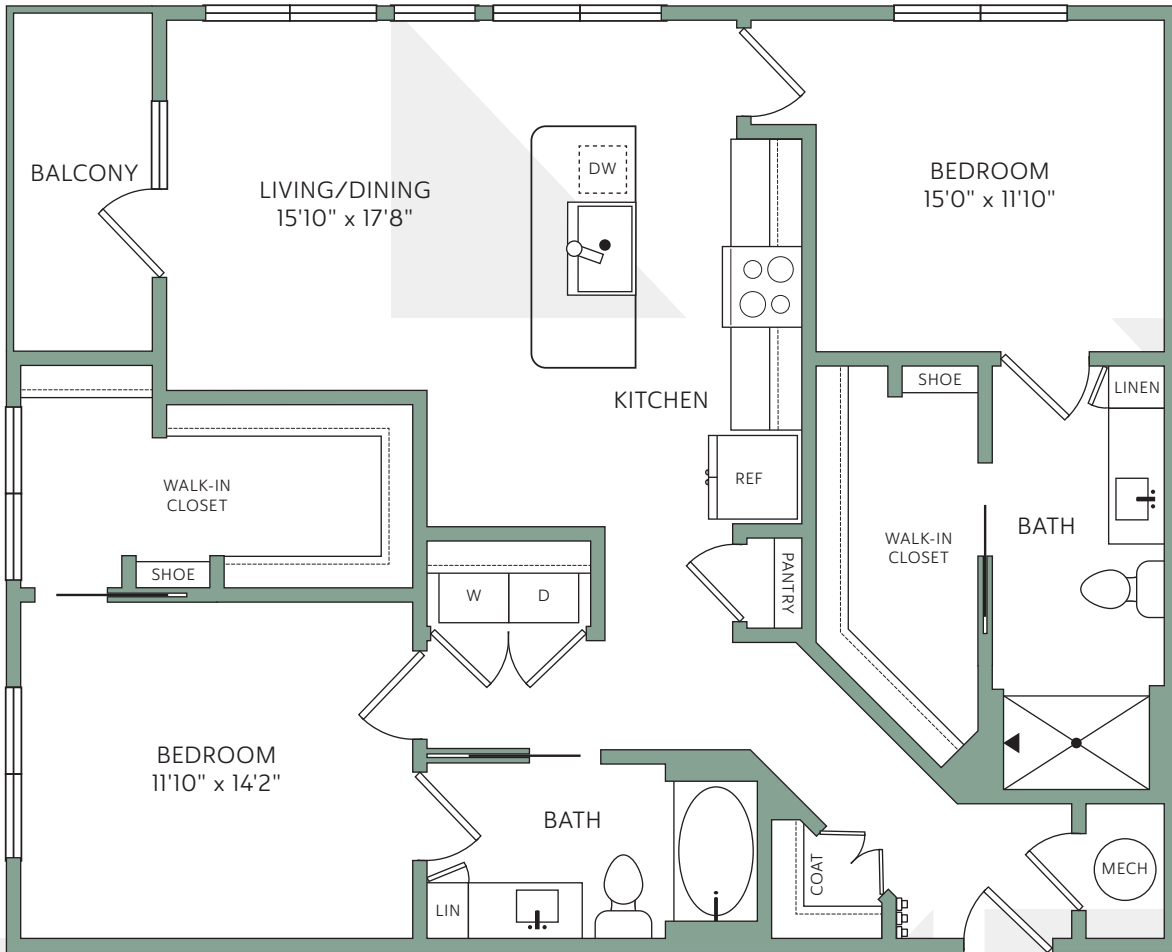 BALCONY
LIVING/DINING
15'10" x 17'8"
DW
BEDROOM
15'0" x 11'10"
KITCHEN
SHOE
LINEN
REF
WALK-IN
CLOSET
WALK-IN
CLOSET
BATH
SHOE
W
D
PANTRY
BEDROOM
11'10" x 14'2"
BATH
COAT
MECH
LIN